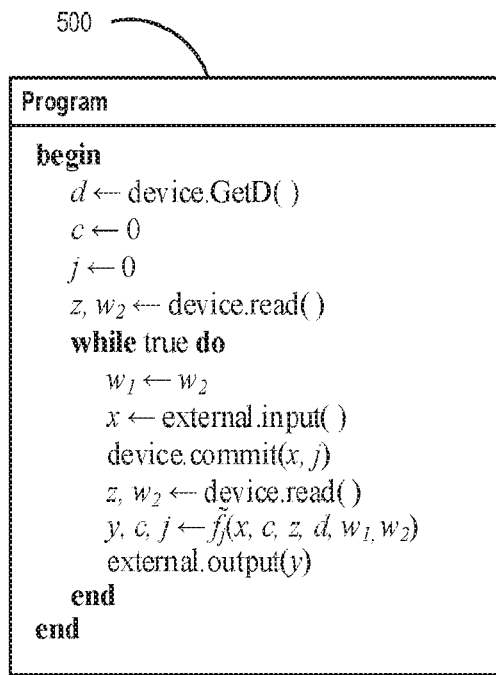 500
Program
begin
d ← device.GetD( )
c ← 0
j ← 0
z, w₂ ← device.read( )
while true do
w₁ ← w₂
x ← external.input( )
device.commit(x, j)
z, w₂ ← device.read( )
y, c, j ← f̃ⱼ(x, c, z, d, w₁, w₂)
external.output(y)
end
end